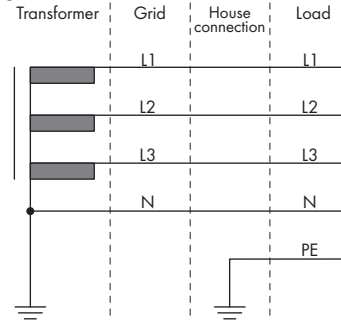 Transformer Grid House connection Load
L1 L1
L2 L2
L3 L3
N N
PE